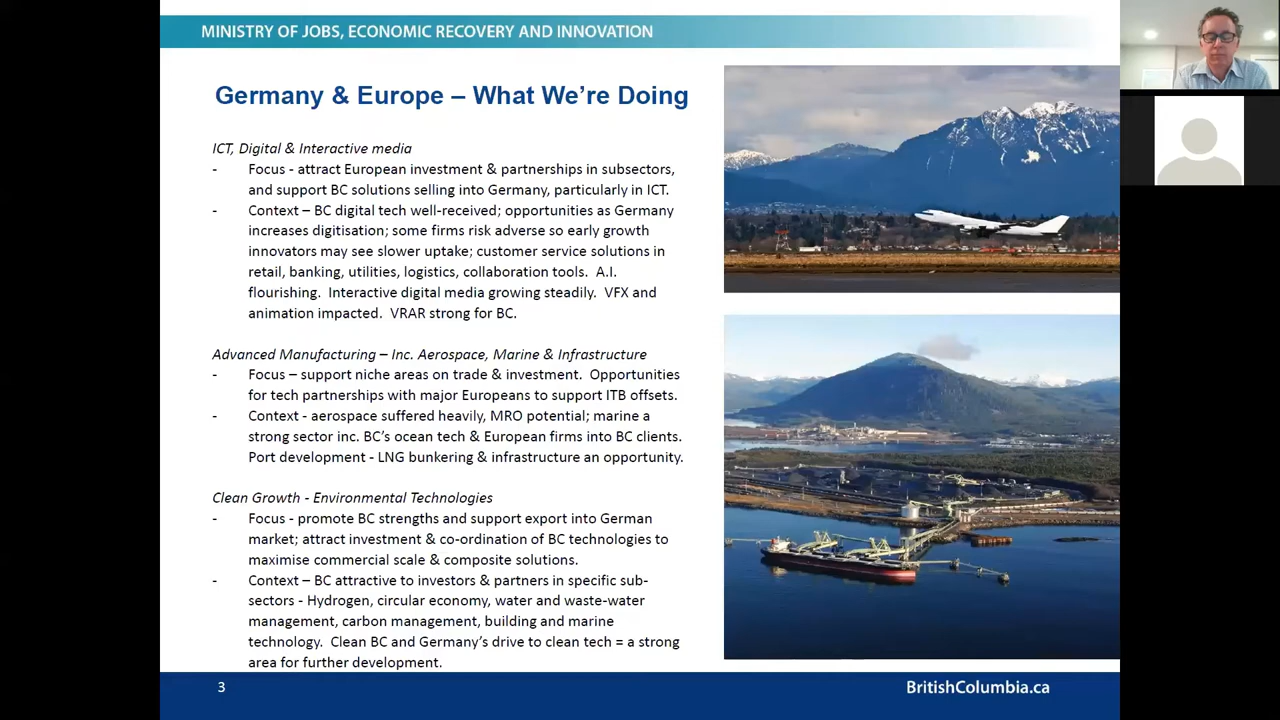 MINISTRY OF JOBS, ECONOMIC RECOVERY AND INNOVATION
Germany & Europe – What We're Doing
ICT, Digital & Interactive media
- Focus - attract European investment & partnerships in subsectors,
and support BC solutions selling into Germany, particularly in ICT.
- Context – BC digital tech well-received; opportunities as Germany
increases digitisation; some firms risk adverse so early growth
innovators may see slower uptake; customer service solutions in
retail, banking, utilities, logistics, collaboration tools. A.I.
flourishing. Interactive digital media growing steadily. VFX and
animation impacted. VRAR strong for BC.
Advanced Manufacturing – Inc. Aerospace, Marine & Infrastructure
- Focus – support niche areas on trade & investment. Opportunities
for tech partnerships with major Europeans to support ITB offsets.
- Context - aerospace suffered heavily, MRO potential; marine a
strong sector inc. BC's ocean tech & European firms into BC clients.
Port development - LNG bunkering & infrastructure an opportunity.
Clean Growth - Environmental Technologies
- Focus - promote BC strengths and support export into German
market; attract investment & co-ordination of BC technologies to
maximise commercial scale & composite solutions.
- Context – BC attractive to investors & partners in specific sub-
sectors - Hydrogen, circular economy, water and waste-water
management, carbon management, building and marine
technology. Clean BC and Germany's drive to clean tech = a strong
area for further development.
3
BritishColumbia.ca